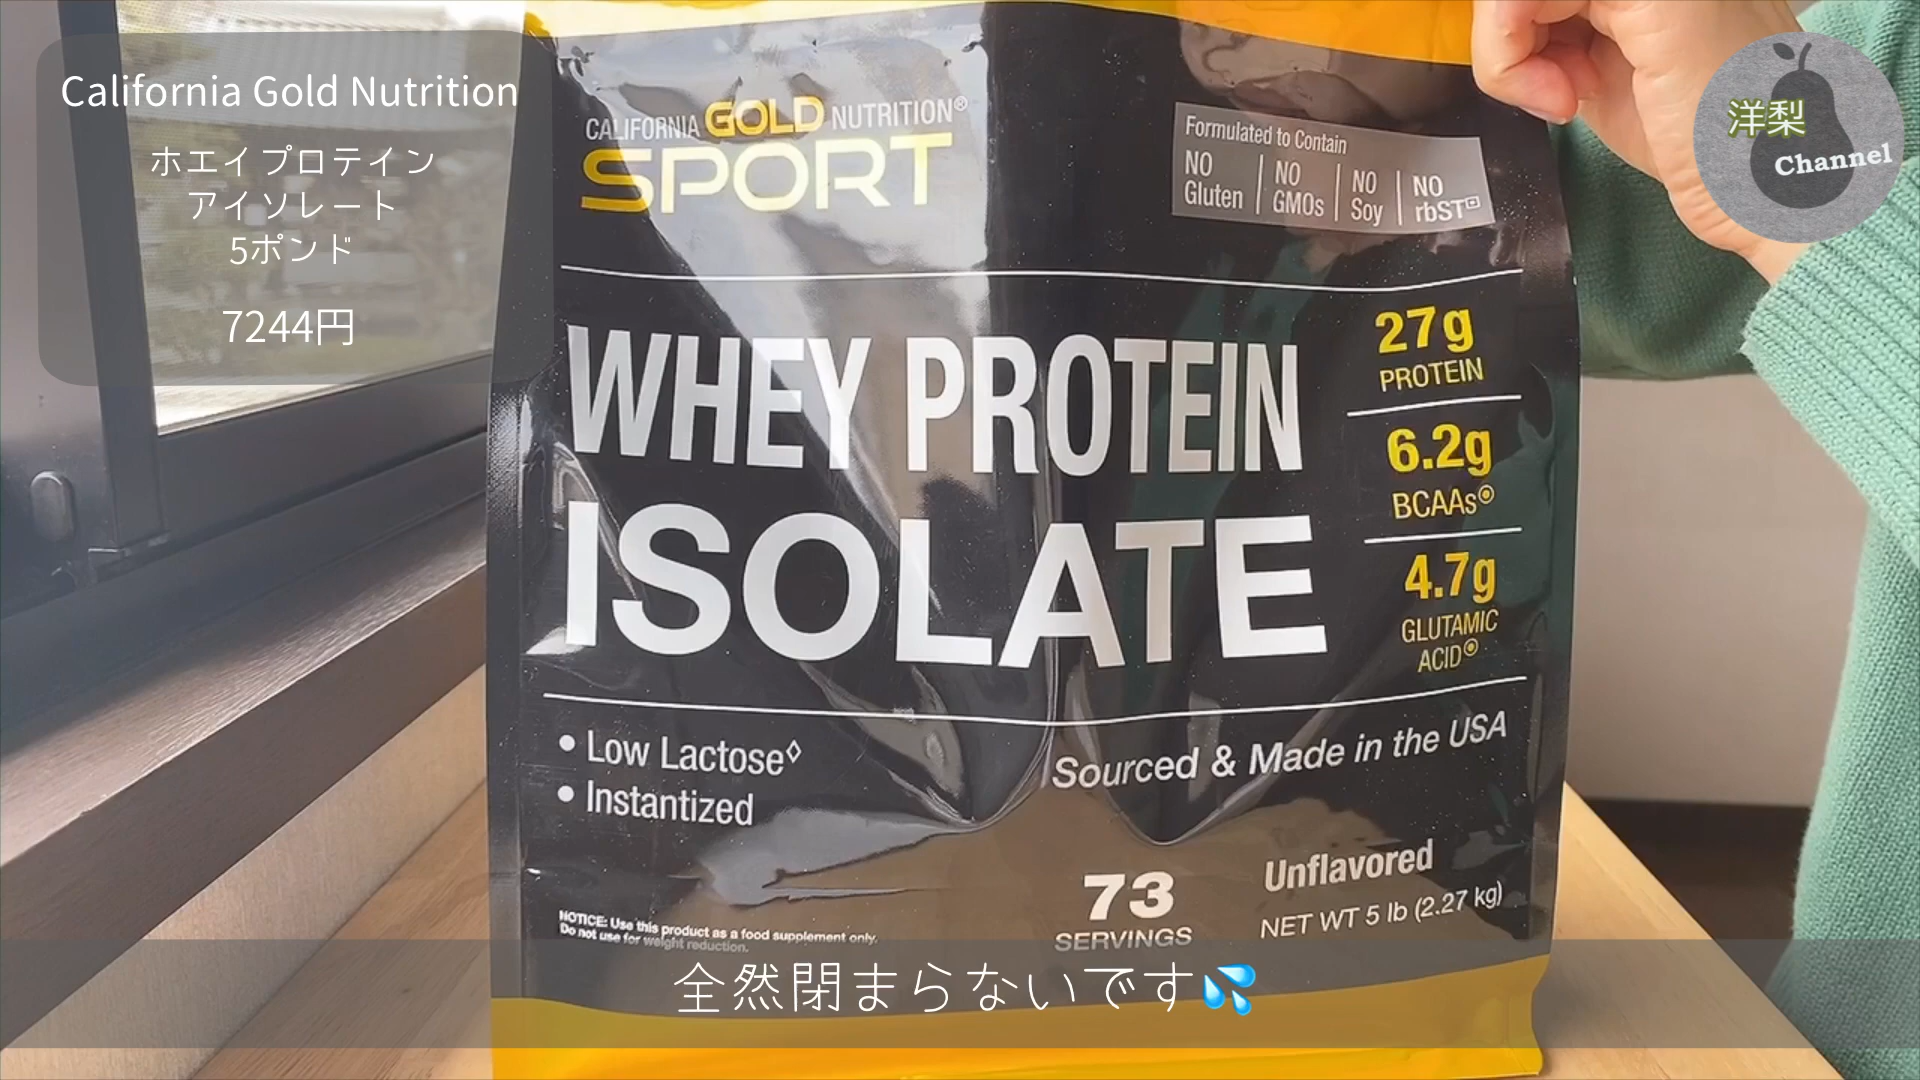 California Gold Nutrition
ホエイプロテイン
アイソレート
5ポンド
7244円
CALIFORNIA GOLD NUTRITION®
SPORT
Formulated to Contain
NO Gluten
NO GMOs
NO Soy
NO rbST
洋梨
Channel
WHEY PROTEIN
ISOLATE
27g
PROTEIN
6.2g
BCAAs
4.7g
GLUTAMIC
ACID
• Low Lactose◊
• Instantized
Sourced & Made in the USA
73
SERVINGS
Unflavored
NET WT 5 lb (2.27 kg)
NOTICE: Use this product as a food supplement only.
Do not use for weight reduction.
全然閉まらないです💦